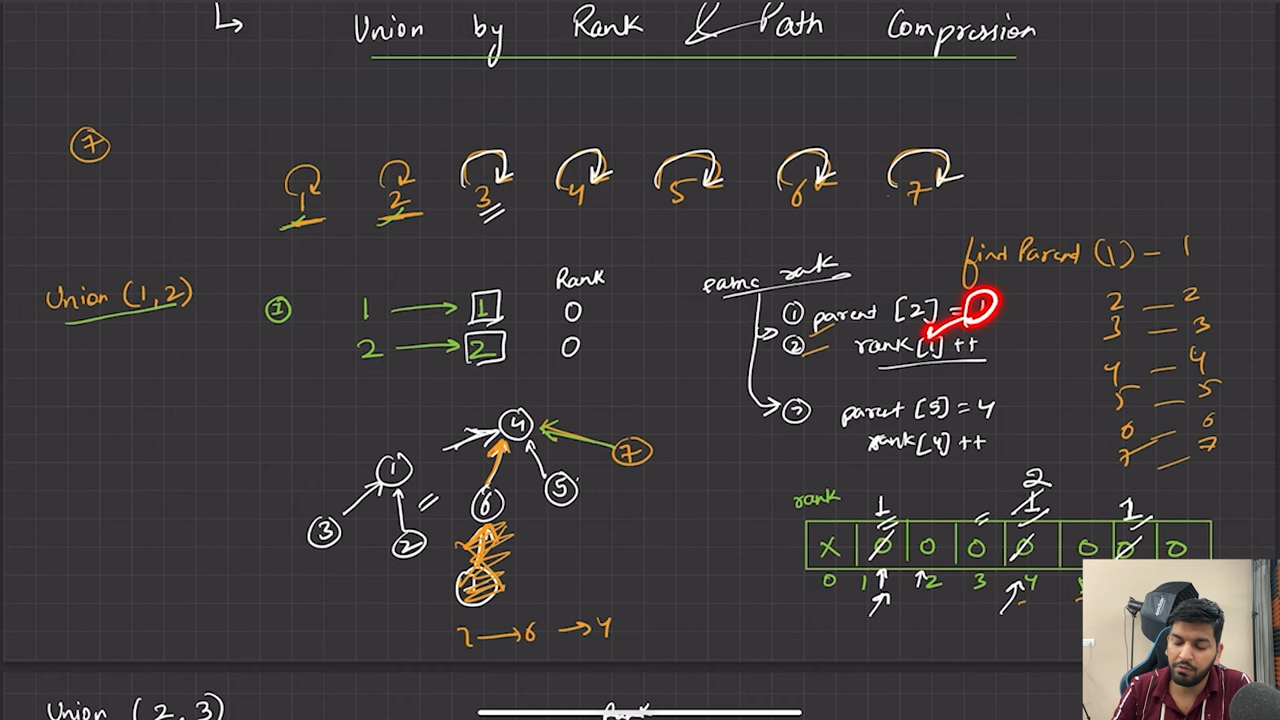 ↳ Union by Rank & Path Compression
7
1 2 3 4 5 6 7
find Parent (1) - 1
Union (1,2)
Rank
same rank
1 1 → 1 0
① parent [2] = 1
2 — 2
2 → 2 0
② rank [1] ++
3 — 3
4 — 4
5 — 5
parent [5] = 4
rank [4] ++
6 — 6
7 — 7
4
7
1
6
5
3
2
2
rank 1 1 1
X 0 0 0 0 0 0 0
0 1 2 3 4
7 → 6 → 4
Union (2,3)
Rank